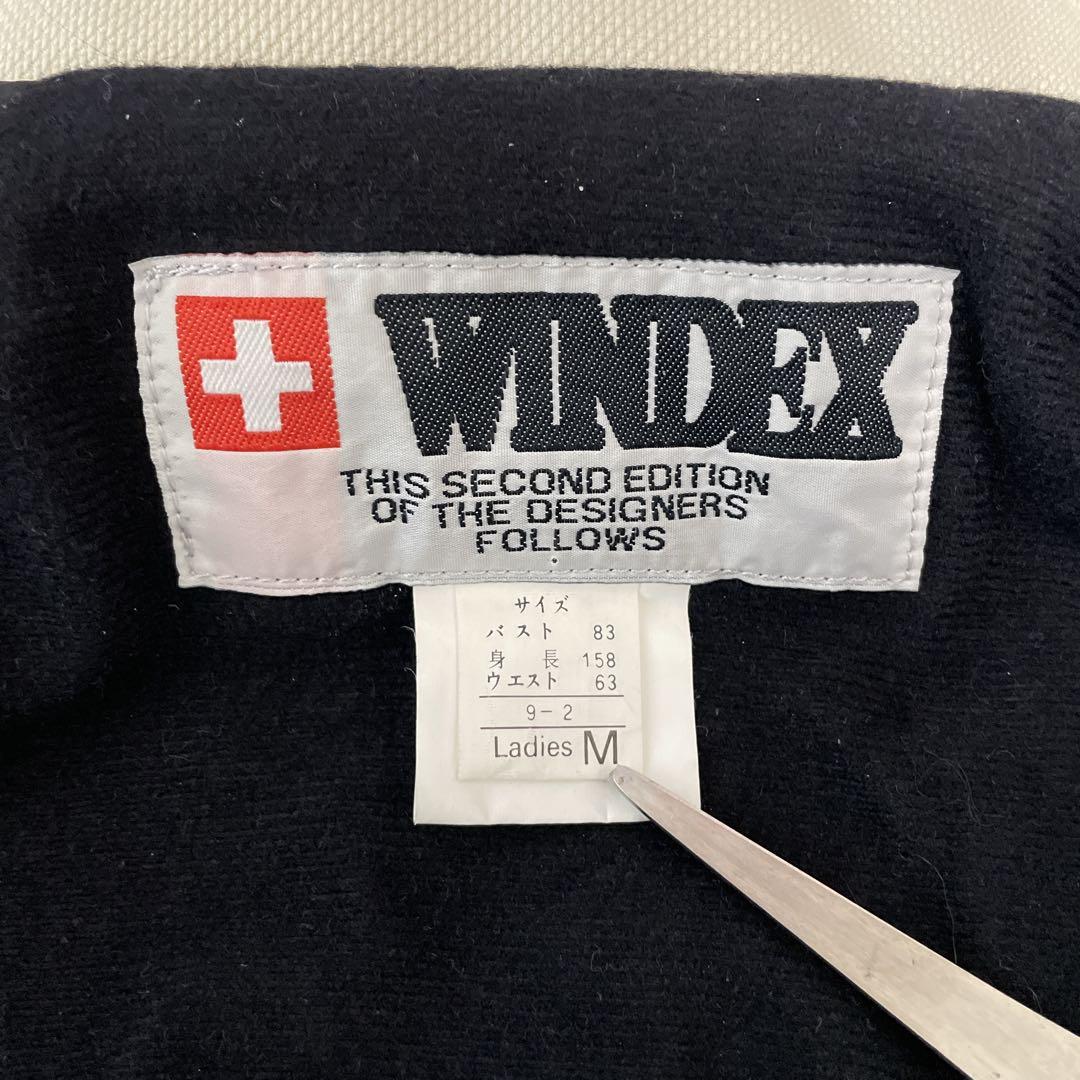 WINDEX
THIS SECOND EDITION
OF THE DESIGNERS
FOLLOWS
サイズ
バスト 83
身長 158
ウエスト 63
9-2
Ladies M